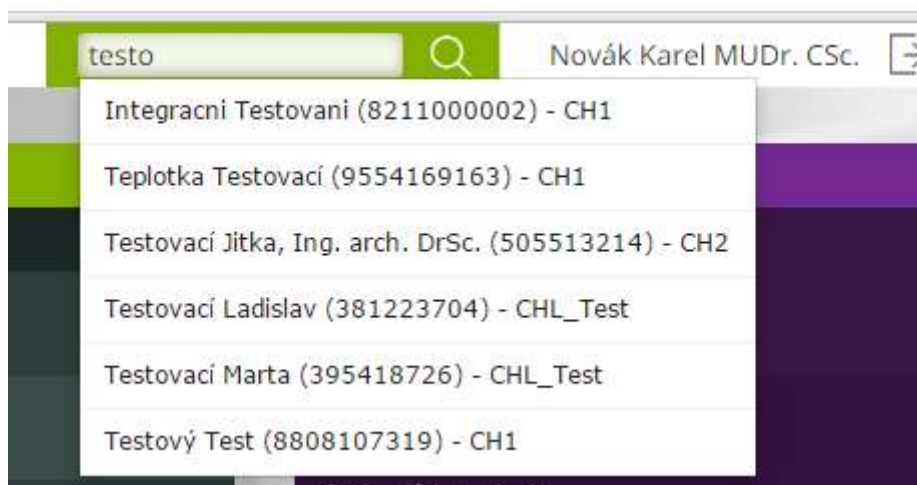 testo
Novák Karel MUDr. CSc.
Integracni Testovani (8211000002) - CH1
Teplotka Testovací (9554169163) - CH1
Testovací Jitka, Ing. arch. DrSc. (505513214) - CH2
Testovací Ladislav (381223704) - CHL_Test
Testovací Marta (395418726) - CHL_Test
Testový Test (8808107319) - CH1